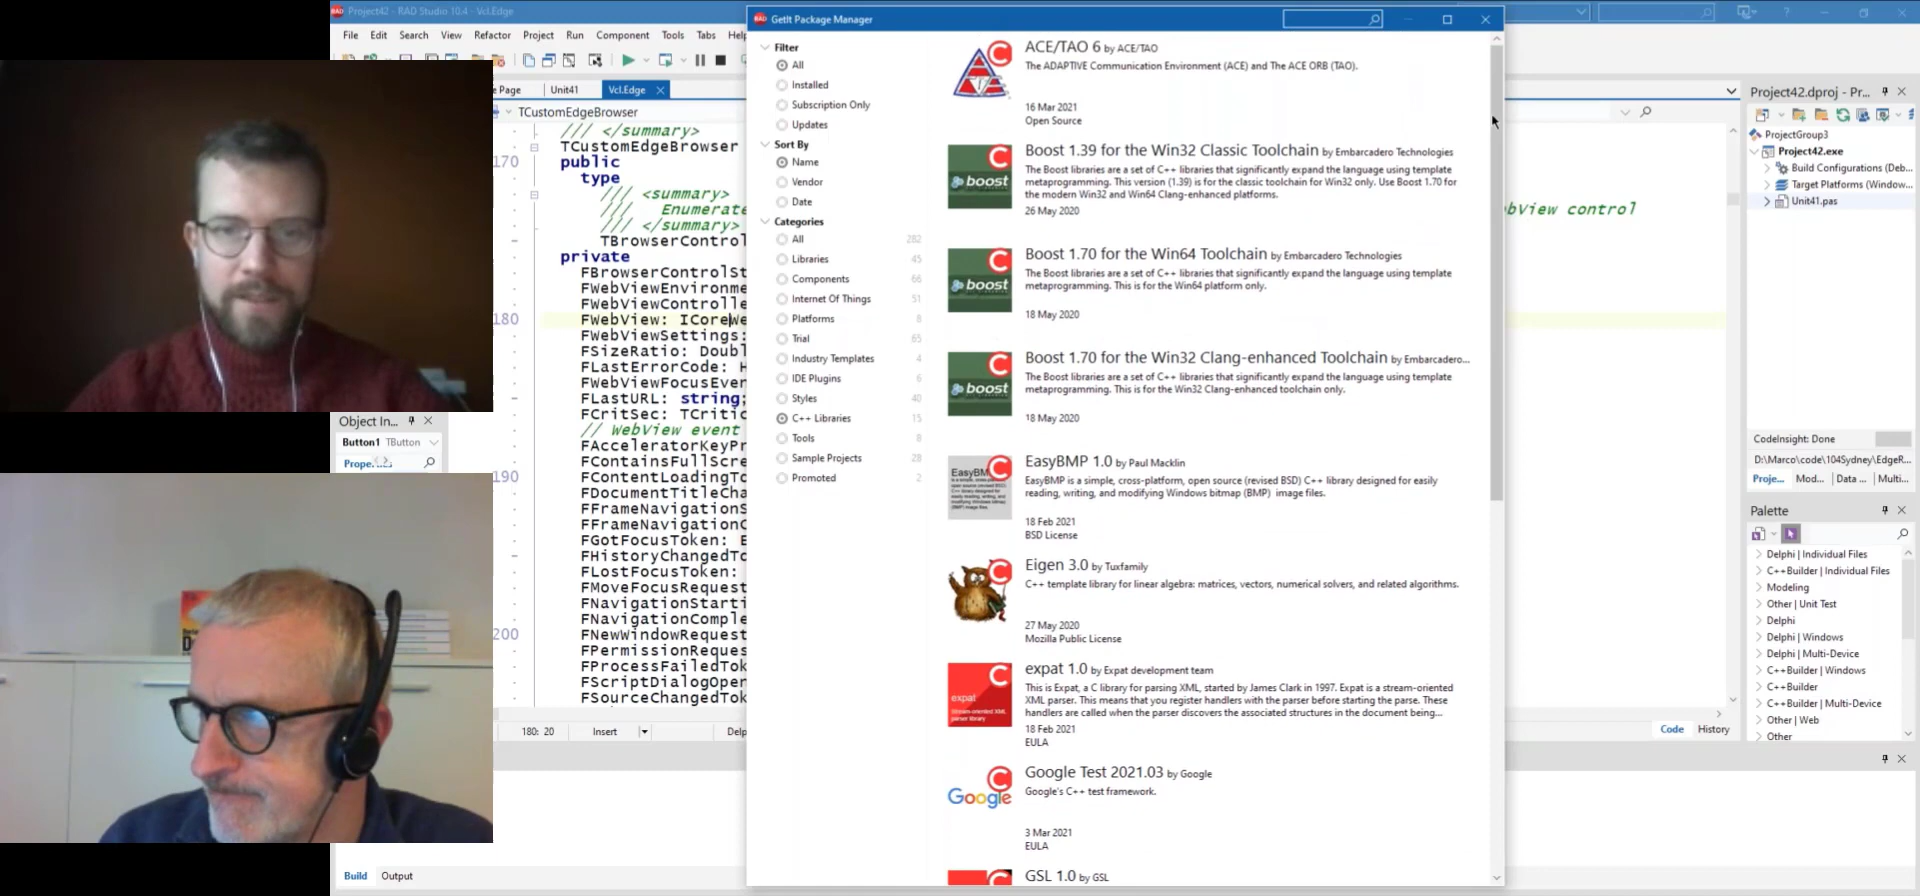 Project42 - RAD Studio 10.4 - Vcl.Edge
File Edit Search View Refactor Project Run Component Tools Tabs Help
Page Unit41 Vcl.Edge
TCustomEdgeBrowser
/// </summary>
TCustomEdgeBrowser
170 public
type
/// <summary>
/// Enumerate
/// </summary>
TBrowserControl
private
FBrowserControlSt
FWebViewEnvironme
FWebViewControlle
180 FWebView: ICoreWe
FWebViewSettings:
FSizeRatio: Doubl
FLastErrorCode: H
FWebViewFocusEven
FLastURL: string;
FCritSec: TCritic
// WebView event
FAcceleratorKeyPr
FContainsFullScre
190 FContentLoadingTo
FDocumentTitleCha
FFrameNavigationS
FFrameNavigationC
FGotFocusToken: E
FHistoryChangedTo
FLostFocusToken:
FMoveFocusRequest
FNavigationStarti
FNavigationComple
200 FNewWindowRequest
FPermissionReques
FProcessFailedTok
FScriptDialogOpen
FSourceChangedTok
180: 20 Insert Delp
Object In...
Button1 TButton
Build Output
GetIt Package Manager
Filter
All
Installed
Subscription Only
Updates
Sort By
Name
Vendor
Date
Categories
All 282
Libraries 45
Components 66
Internet Of Things 51
Platforms 8
Trial 65
Industry Templates 4
IDE Plugins 6
Styles 40
C++ Libraries 15
Tools 8
Sample Projects 28
Promoted 2
ACE/TAO 6 by ACE/TAO
The ADAPTIVE Communication Environment (ACE) and The ACE ORB (TAO).
16 Mar 2021
Open Source
boost
Boost 1.39 for the Win32 Classic Toolchain by Embarcadero Technologies
The Boost libraries are a set of C++ libraries that significantly expand the language using template
metaprogramming. This version (1.39) is for the classic toolchain for Win32 only. Use Boost 1.70 for
the modern Win32 and Win64 Clang-enhanced platforms.
26 May 2020
boost
Boost 1.70 for the Win64 Toolchain by Embarcadero Technologies
The Boost libraries are a set of C++ libraries that significantly expand the language using template
metaprogramming. This is for the Win64 platform only.
18 May 2020
boost
Boost 1.70 for the Win32 Clang-enhanced Toolchain by Embarcadero...
The Boost libraries are a set of C++ libraries that significantly expand the language using template
metaprogramming. This is for the Win32 Clang-enhanced toolchain only.
18 May 2020
EasyBMP 1.0 by Paul Macklin
EasyBMP is a simple, cross-platform, open source (revised BSD) C++ library designed for easily
reading, writing, and modifying Windows bitmap (BMP) image files.
18 Feb 2021
BSD License
Eigen 3.0 by Tuxfamily
C++ template library for linear algebra: matrices, vectors, numerical solvers, and related algorithms.
27 May 2020
Mozilla Public License
expat
Stream-oriented XML
parser library
expat 1.0 by Expat development team
This is Expat, a C library for parsing XML, started by James Clark in 1997. Expat is a stream-oriented
XML parser. This means that you register handlers with the parser before starting the parse. These
handlers are called when the parser discovers the associated structures in the document being...
18 Feb 2021
EULA
Google
Google Test 2021.03 by Google
Google's C++ test framework.
3 Mar 2021
EULA
GSL 1.0 by GSL
bView control
Code History
Project42.dproj - Pr...
ProjectGroup3
Project42.exe
Build Configurations (Deb...
Target Platforms (Window...
Unit41.pas
CodeInsight: Done
D:\Marco\code\104Sydney\EdgeR...
Proje... Mod... Data ... Multi...
Palette
Delphi | Individual Files
C++Builder | Individual Files
Modeling
Other | Unit Test
Delphi
Delphi | Windows
Delphi | Multi-Device
C++Builder | Windows
C++Builder
C++Builder | Multi-Device
Other | Web
Other